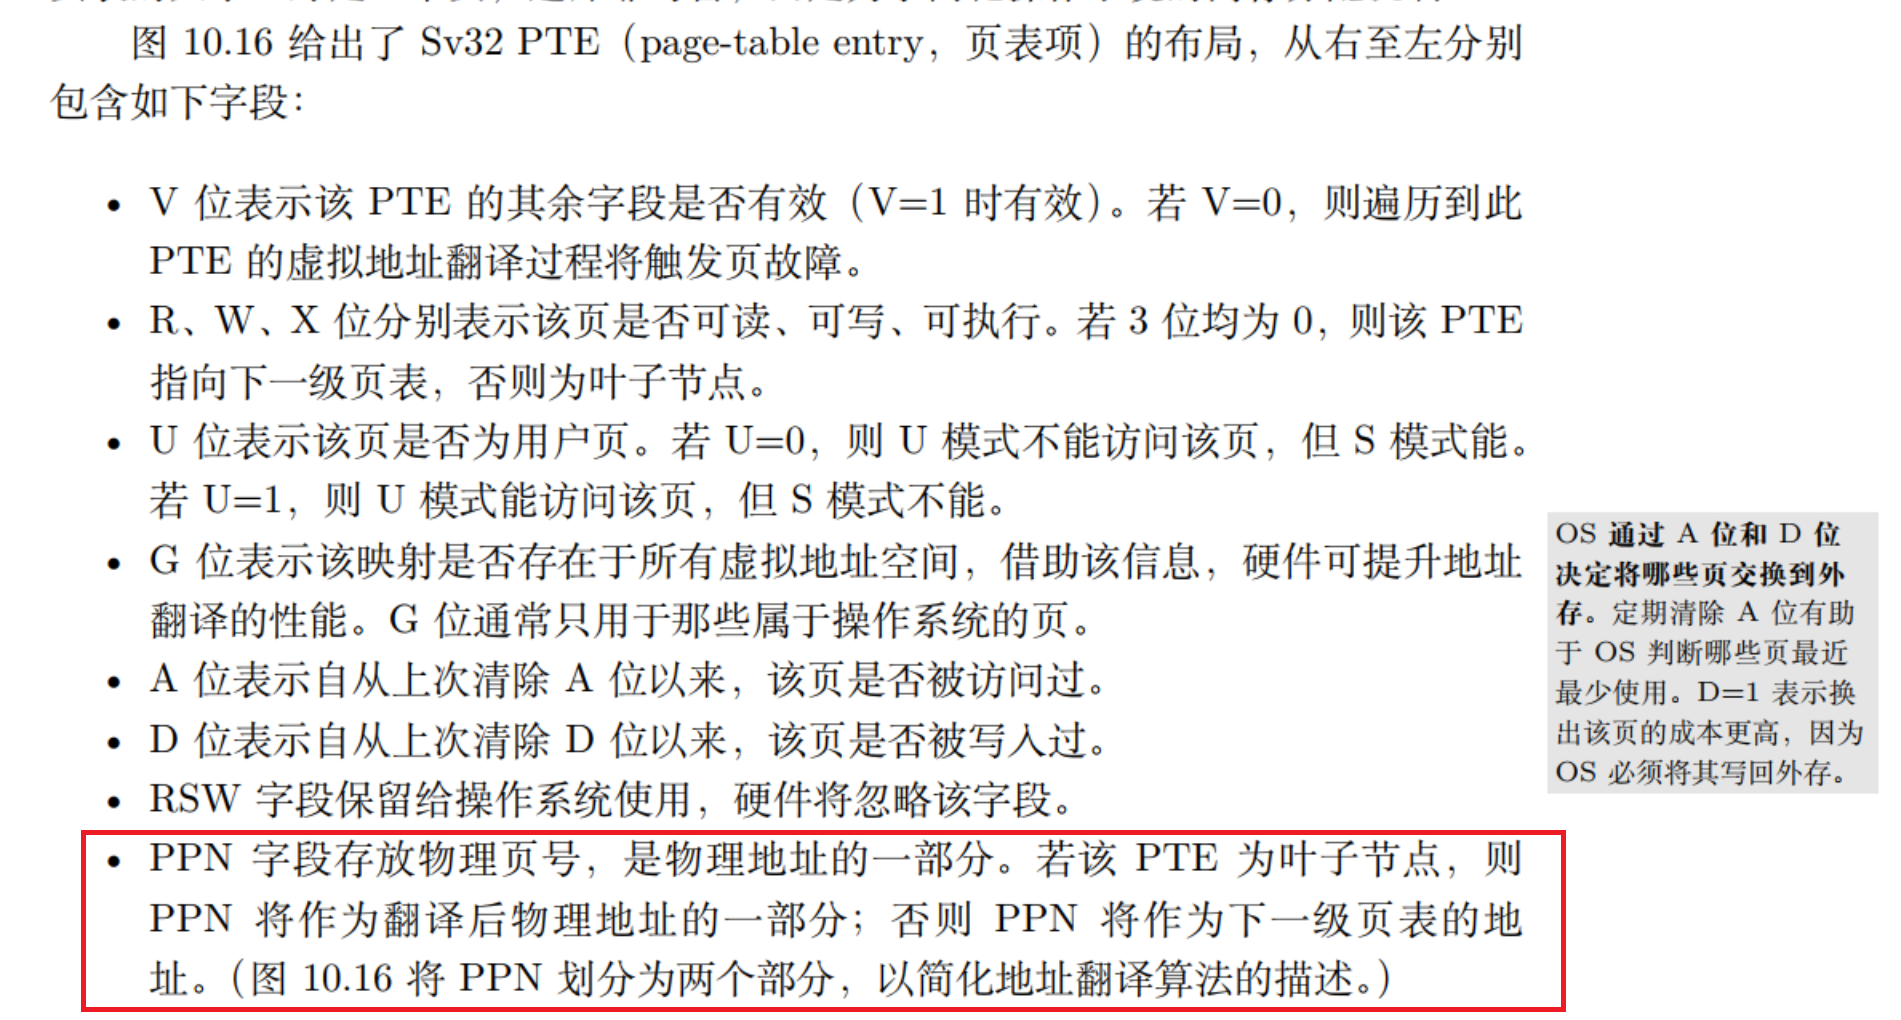 图 10.16 给出了 Sv32 PTE（page-table entry，页表项）的布局，从右至左分别
包含如下字段：
• V 位表示该 PTE 的其余字段是否有效（V=1 时有效）。若 V=0，则遍历到此
PTE 的虚拟地址翻译过程将触发页故障。
• R、W、X 位分别表示该页是否可读、可写、可执行。若 3 位均为 0，则该 PTE
指向下一级页表，否则为叶子节点。
• U 位表示该页是否为用户页。若 U=0，则 U 模式不能访问该页，但 S 模式能。
若 U=1，则 U 模式能访问该页，但 S 模式不能。
• G 位表示该映射是否存在于所有虚拟地址空间，借助该信息，硬件可提升地址
翻译的性能。G 位通常只用于那些属于操作系统的页。
• A 位表示自从上次清除 A 位以来，该页是否被访问过。
• D 位表示自从上次清除 D 位以来，该页是否被写入过。
• RSW 字段保留给操作系统使用，硬件将忽略该字段。
• PPN 字段存放物理页号，是物理地址的一部分。若该 PTE 为叶子节点，则
PPN 将作为翻译后物理地址的一部分；否则 PPN 将作为下一级页表的地
址。（图 10.16 将 PPN 划分为两个部分，以简化地址翻译算法的描述。）
OS 通过 A 位和 D 位
决定将哪些页交换到外
存。定期清除 A 位有助
于 OS 判断哪些页最近
最少使用。D=1 表示换
出该页的成本更高，因为
OS 必须将其写回外存。